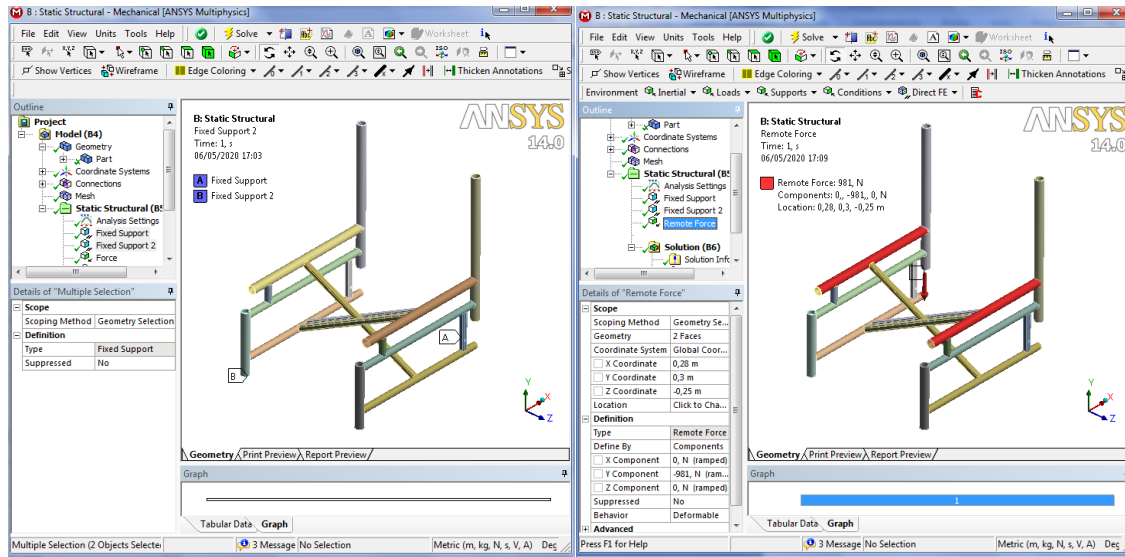 B : Static Structural - Mechanical [ANSYS Multiphysics]
File Edit View Units Tools Help Solve Worksheet
Show Vertices Wireframe Edge Coloring Thicken Annotations
Outline
Project
Model (B4)
Geometry
Part
Coordinate Systems
Connections
Mesh
Static Structural (B5
Analysis Settings
Fixed Support
Fixed Support 2
Force
Details of "Multiple Selection"
Scope
Scoping Method Geometry Selection
Definition
Type Fixed Support
Suppressed No
B: Static Structural
Fixed Support 2
Time: 1, s
06/05/2020 17:03
A Fixed Support
B Fixed Support 2
ANSYS
14.0
A
B
Y
X
Z
Geometry Print Preview Report Preview
Graph
Tabular Data Graph
Multiple Selection (2 Objects Selecte 3 Message No Selection Metric (m, kg, N, s, V, A) Deg
B : Static Structural - Mechanical [ANSYS Multiphysics]
File Edit View Units Tools Help Solve Worksheet
Show Vertices Wireframe Edge Coloring Thicken Annotations
Environment Inertial Loads Supports Conditions Direct FE
Outline
Part
Coordinate Systems
Connections
Mesh
Static Structural (B5
Analysis Settings
Fixed Support
Fixed Support 2
Remote Force
Solution (B6)
Solution Info
Details of "Remote Force"
Scope
Scoping Method Geometry Se...
Geometry 2 Faces
Coordinate System Global Coor...
X Coordinate 0,28 m
Y Coordinate 0,3 m
Z Coordinate -0,25 m
Location Click to Cha...
Definition
Type Remote Force
Define By Components
X Component 0, N (ramped)
Y Component -981, N (ram...
Z Component 0, N (ramped)
Suppressed No
Behavior Deformable
Advanced
B: Static Structural
Remote Force
Time: 1, s
06/05/2020 17:09
Remote Force: 981, N
Components: 0,, -981,, 0, N
Location: 0,28, 0,3, -0,25 m
ANSYS
14.0
Y
X
Z
Geometry Print Preview Report Preview
Graph
1
Tabular Data Graph
Press F1 for Help 3 Message No Selection Metric (m, kg, N, s, V, A) Deg